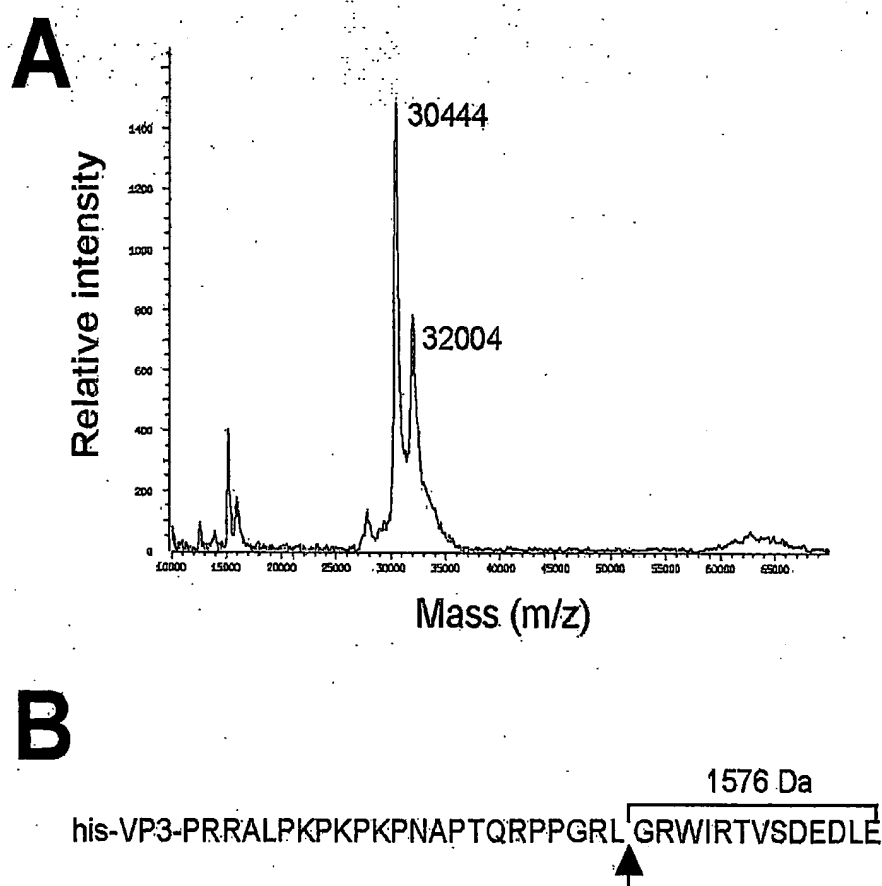 A
30444
32004
1400
1200
1000
800
600
400
200
0
Relative intensity
10000 15000 20000 25000 30000 35000 40000 45000 50000 55000 60000 65000
Mass (m/z)
B
1576 Da
his-VP3-PRRALPKPKPKPNAPTQRPPGRL GRWIRTVSDEDLE